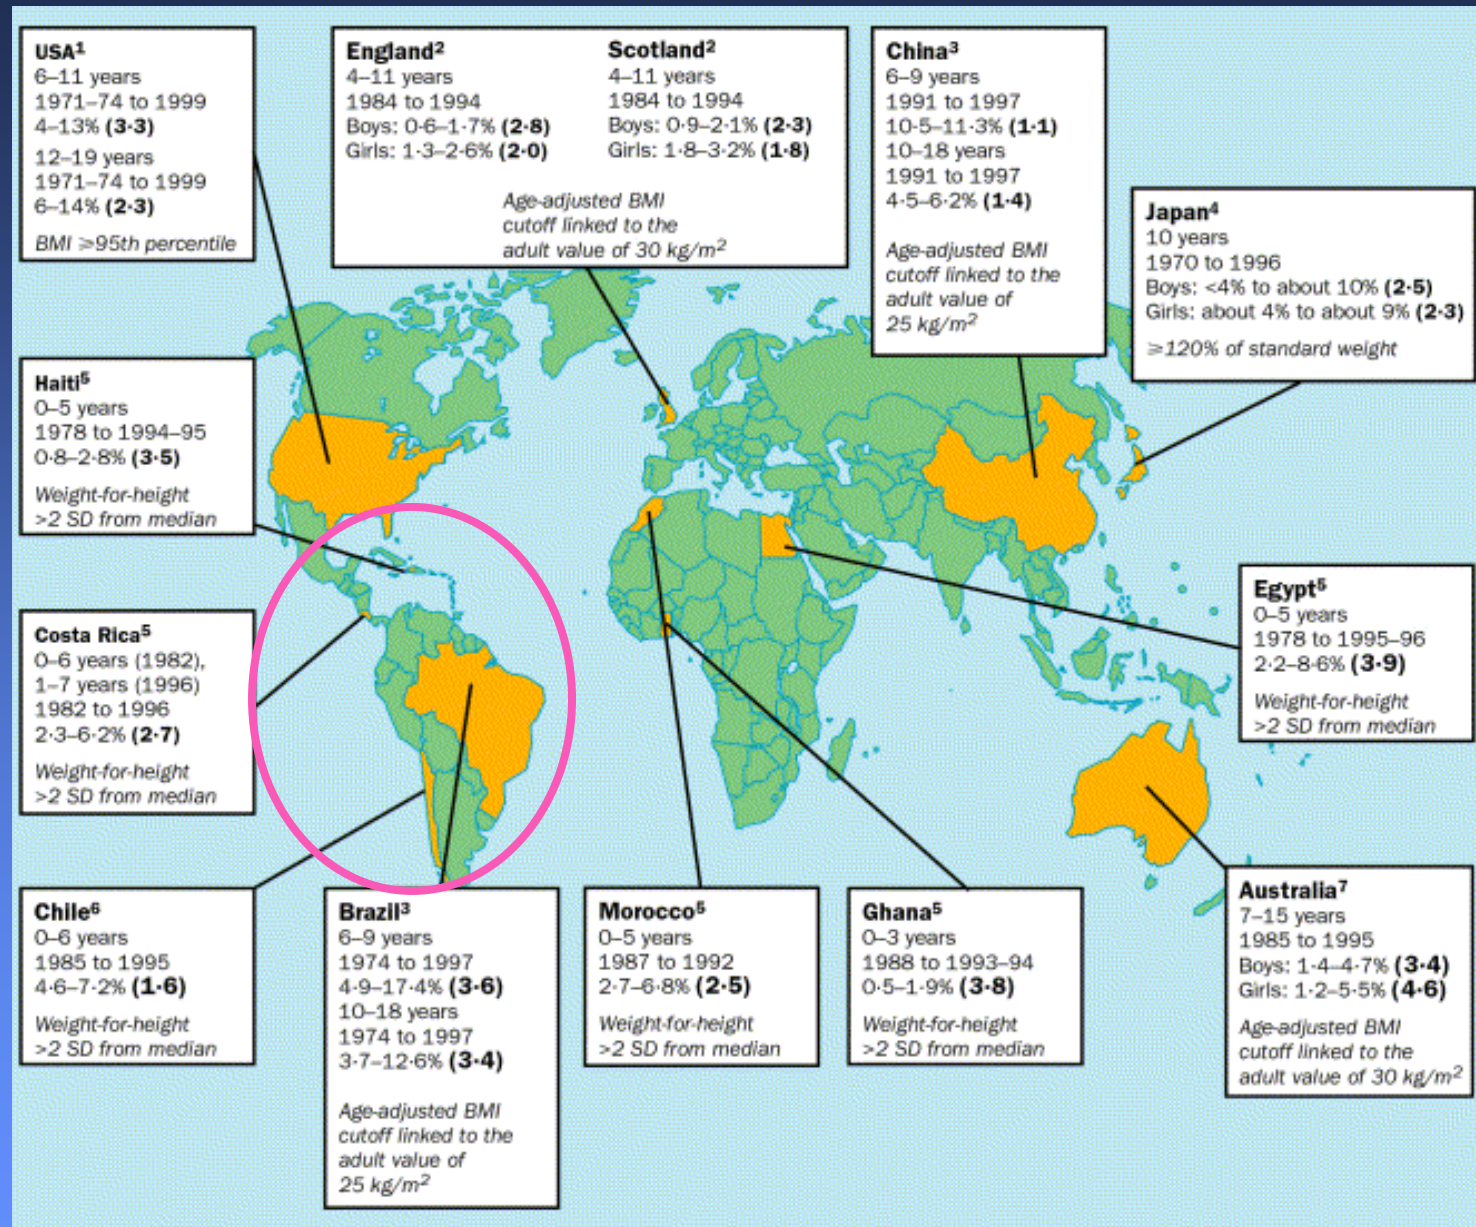 USA¹
6–11 years
1971–74 to 1999
4–13% (3·3)
12–19 years
1971–74 to 1999
6–14% (2·3)
BMI ⩾95th percentile
England²
4–11 years
1984 to 1994
Boys: 0·6–1·7% (2·8)
Girls: 1·3–2·6% (2·0)
Scotland²
4–11 years
1984 to 1994
Boys: 0·9–2·1% (2·3)
Girls: 1·8–3·2% (1·8)
Age-adjusted BMI
cutoff linked to the
adult value of 30 kg/m²
China³
6–9 years
1991 to 1997
10·5–11·3% (1·1)
10–18 years
1991 to 1997
4·5–6·2% (1·4)
Age-adjusted BMI
cutoff linked to the
adult value of
25 kg/m²
Japan⁴
10 years
1970 to 1996
Boys: <4% to about 10% (2·5)
Girls: about 4% to about 9% (2·3)
⩾120% of standard weight
Haiti⁵
0–5 years
1978 to 1994–95
0·8–2·8% (3·5)
Weight-for-height
>2 SD from median
Costa Rica⁵
0–6 years (1982),
1–7 years (1996)
1982 to 1996
2·3–6·2% (2·7)
Weight-for-height
>2 SD from median
Egypt⁵
0–5 years
1978 to 1995–96
2·2–8·6% (3·9)
Weight-for-height
>2 SD from median
Chile⁶
0–6 years
1985 to 1995
4·6–7·2% (1·6)
Weight-for-height
>2 SD from median
Brazil³
6–9 years
1974 to 1997
4·9–17·4% (3·6)
10–18 years
1974 to 1997
3·7–12·6% (3·4)
Age-adjusted BMI
cutoff linked to the
adult value of
25 kg/m²
Morocco⁵
0–5 years
1987 to 1992
2·7–6·8% (2·5)
Weight-for-height
>2 SD from median
Ghana⁵
0–3 years
1988 to 1993–94
0·5–1·9% (3·8)
Weight-for-height
>2 SD from median
Australia⁷
7–15 years
1985 to 1995
Boys: 1·4–4·7% (3·4)
Girls: 1·2–5·5% (4·6)
Age-adjusted BMI
cutoff linked to the
adult value of 30 kg/m²